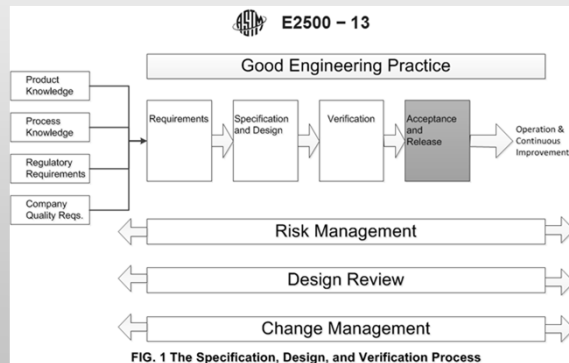 ASTM E2500 – 13
Good Engineering Practice
Product
Knowledge
Process
Knowledge
Regulatory
Requirements
Company
Quality Reqs.
Requirements
Specification
and Design
Verification
Acceptance
and
Release
Operation &
Continuous
Improvement
Risk Management
Design Review
Change Management
FIG. 1 The Specification, Design, and Verification Process